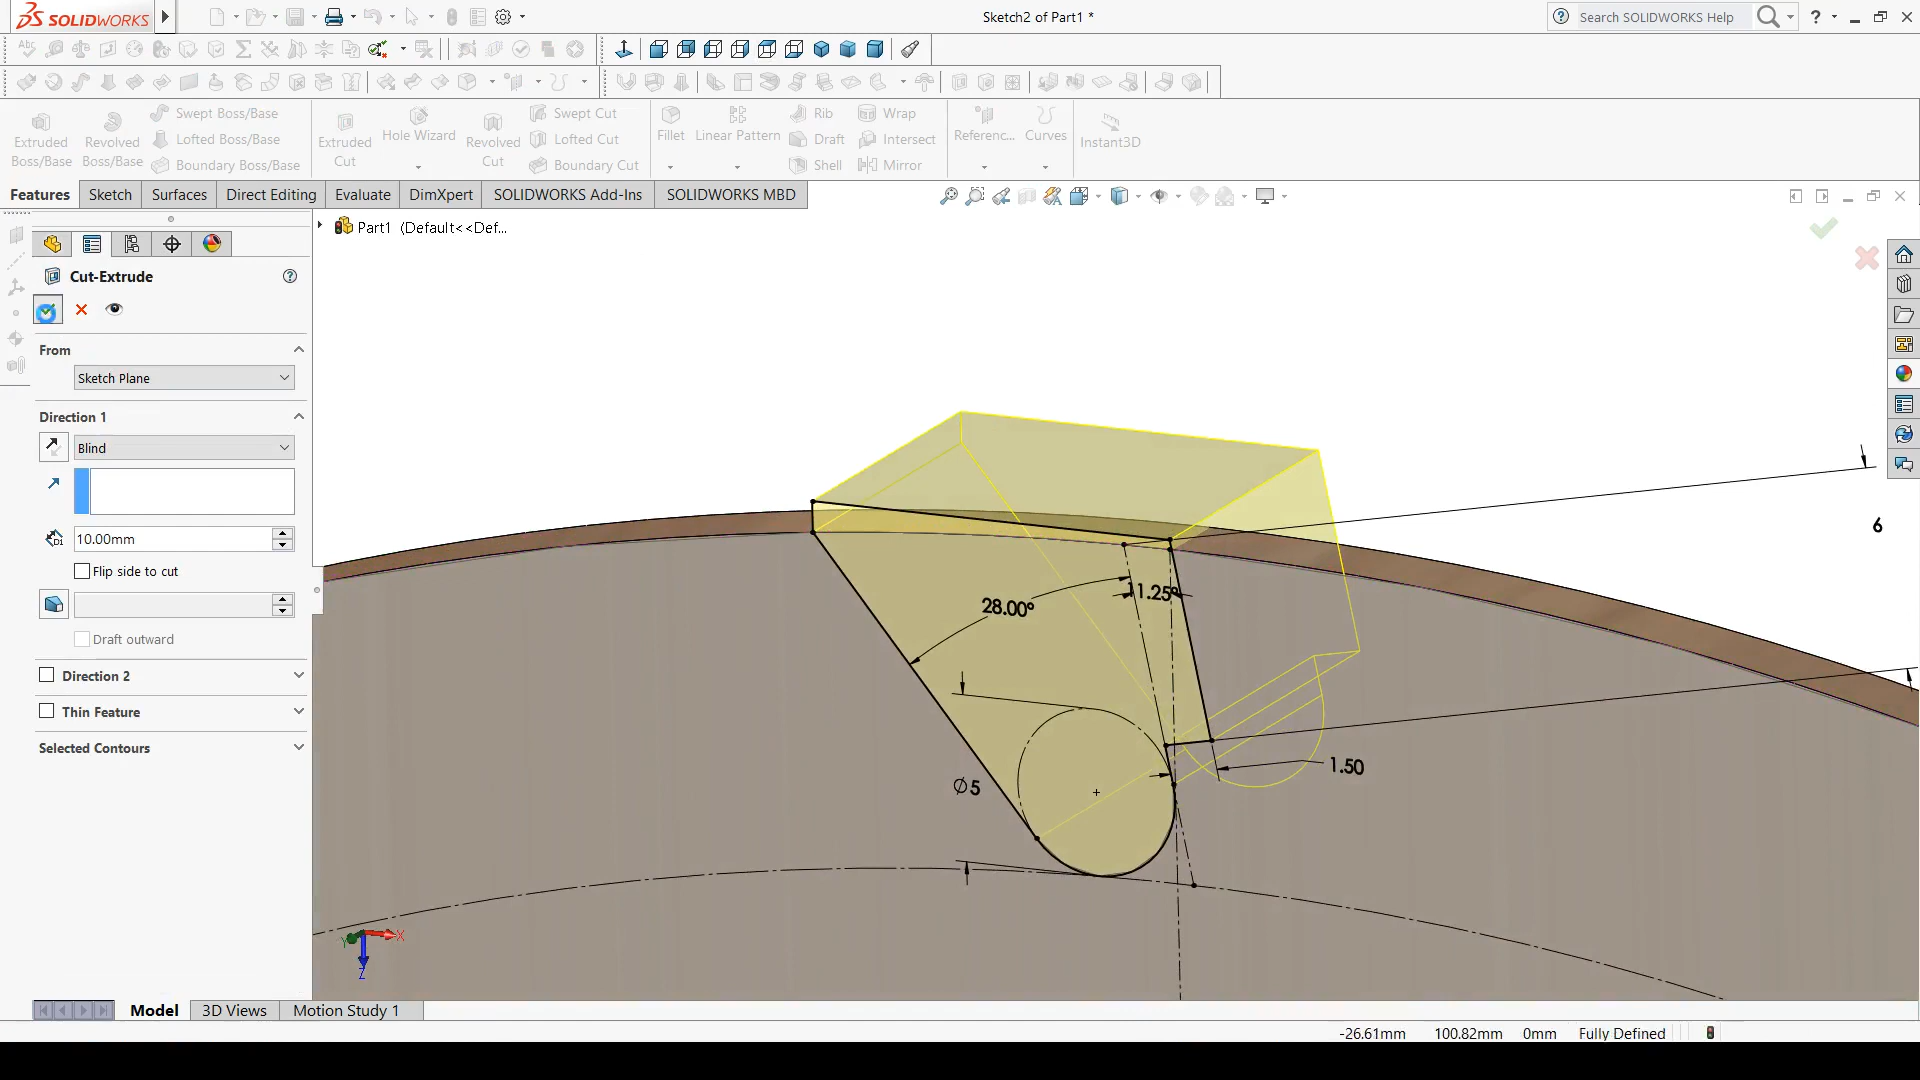 SOLIDWORKS
Sketch2 of Part1 *
Search SOLIDWORKS Help
?
Extruded Boss/Base
Revolved Boss/Base
Swept Boss/Base
Lofted Boss/Base
Boundary Boss/Base
Extruded Cut
Hole Wizard
Revolved Cut
Swept Cut
Lofted Cut
Boundary Cut
Fillet
Linear Pattern
Rib
Draft
Shell
Wrap
Intersect
Mirror
Referenc...
Curves
Instant3D
Features
Sketch
Surfaces
Direct Editing
Evaluate
DimXpert
SOLIDWORKS Add-Ins
SOLIDWORKS MBD
Part1 (Default<<Def...
Cut-Extrude
From
Sketch Plane
Direction 1
Blind
10.00mm
Flip side to cut
Draft outward
Direction 2
Thin Feature
Selected Contours
6
11.25°
28.00°
1.50
∅5
X
Y
Z
Model
3D Views
Motion Study 1
-26.61mm
100.82mm
0mm
Fully Defined